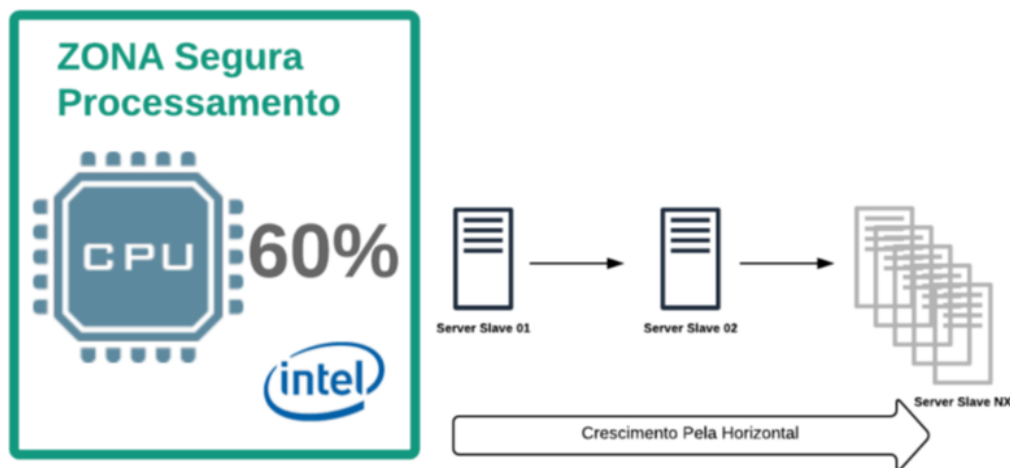 ZONA Segura
Processamento
CPU
60%
intel
Server Slave 01
Server Slave 02
Server Slave NX
Crescimento Pela Horizontal